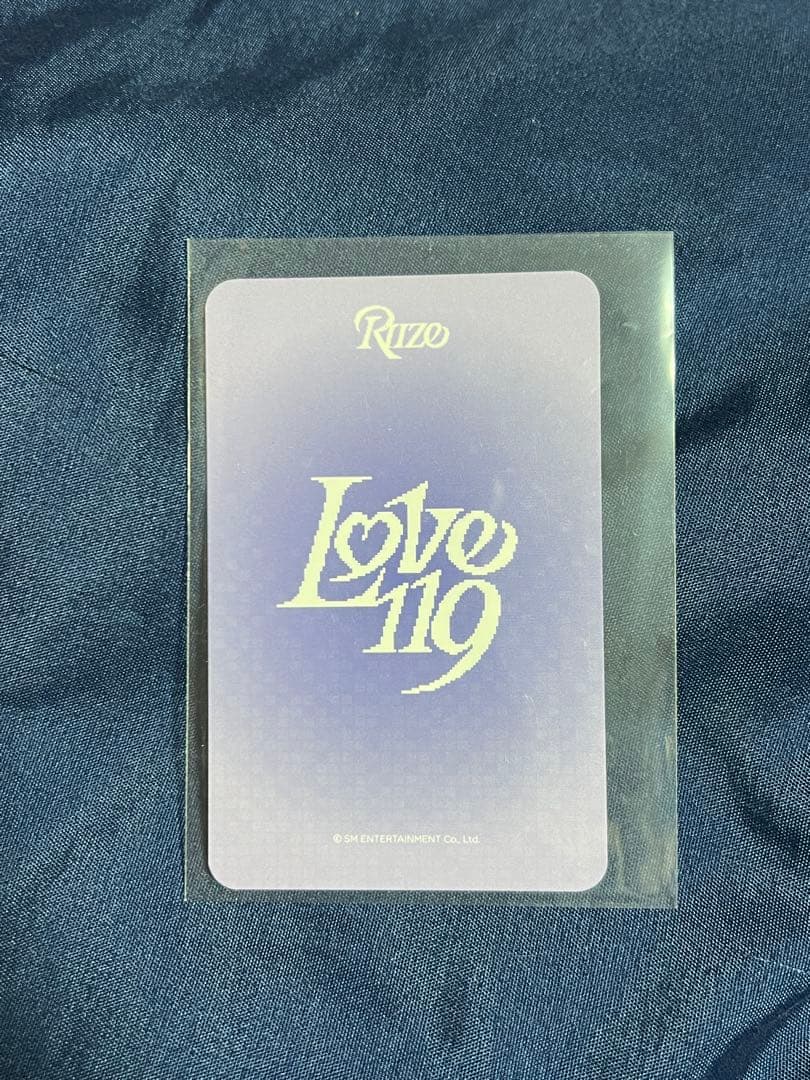 RIIZE
Love
119
© SM ENTERTAINMENT Co., Ltd.